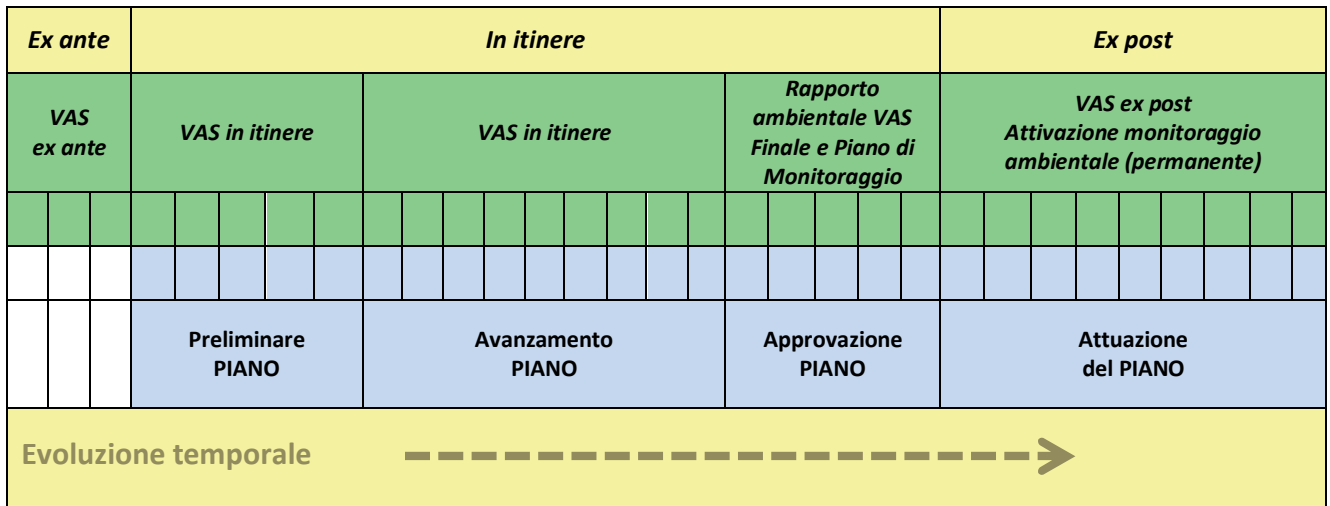 Ex ante
In itinere
Ex post
VAS
ex ante
VAS in itinere
VAS in itinere
Rapporto
ambientale VAS
Finale e Piano di
Monitoraggio
VAS ex post
Attivazione monitoraggio
ambientale (permanente)
Preliminare
PIANO
Avanzamento
PIANO
Approvazione
PIANO
Attuazione
del PIANO
Evoluzione temporale